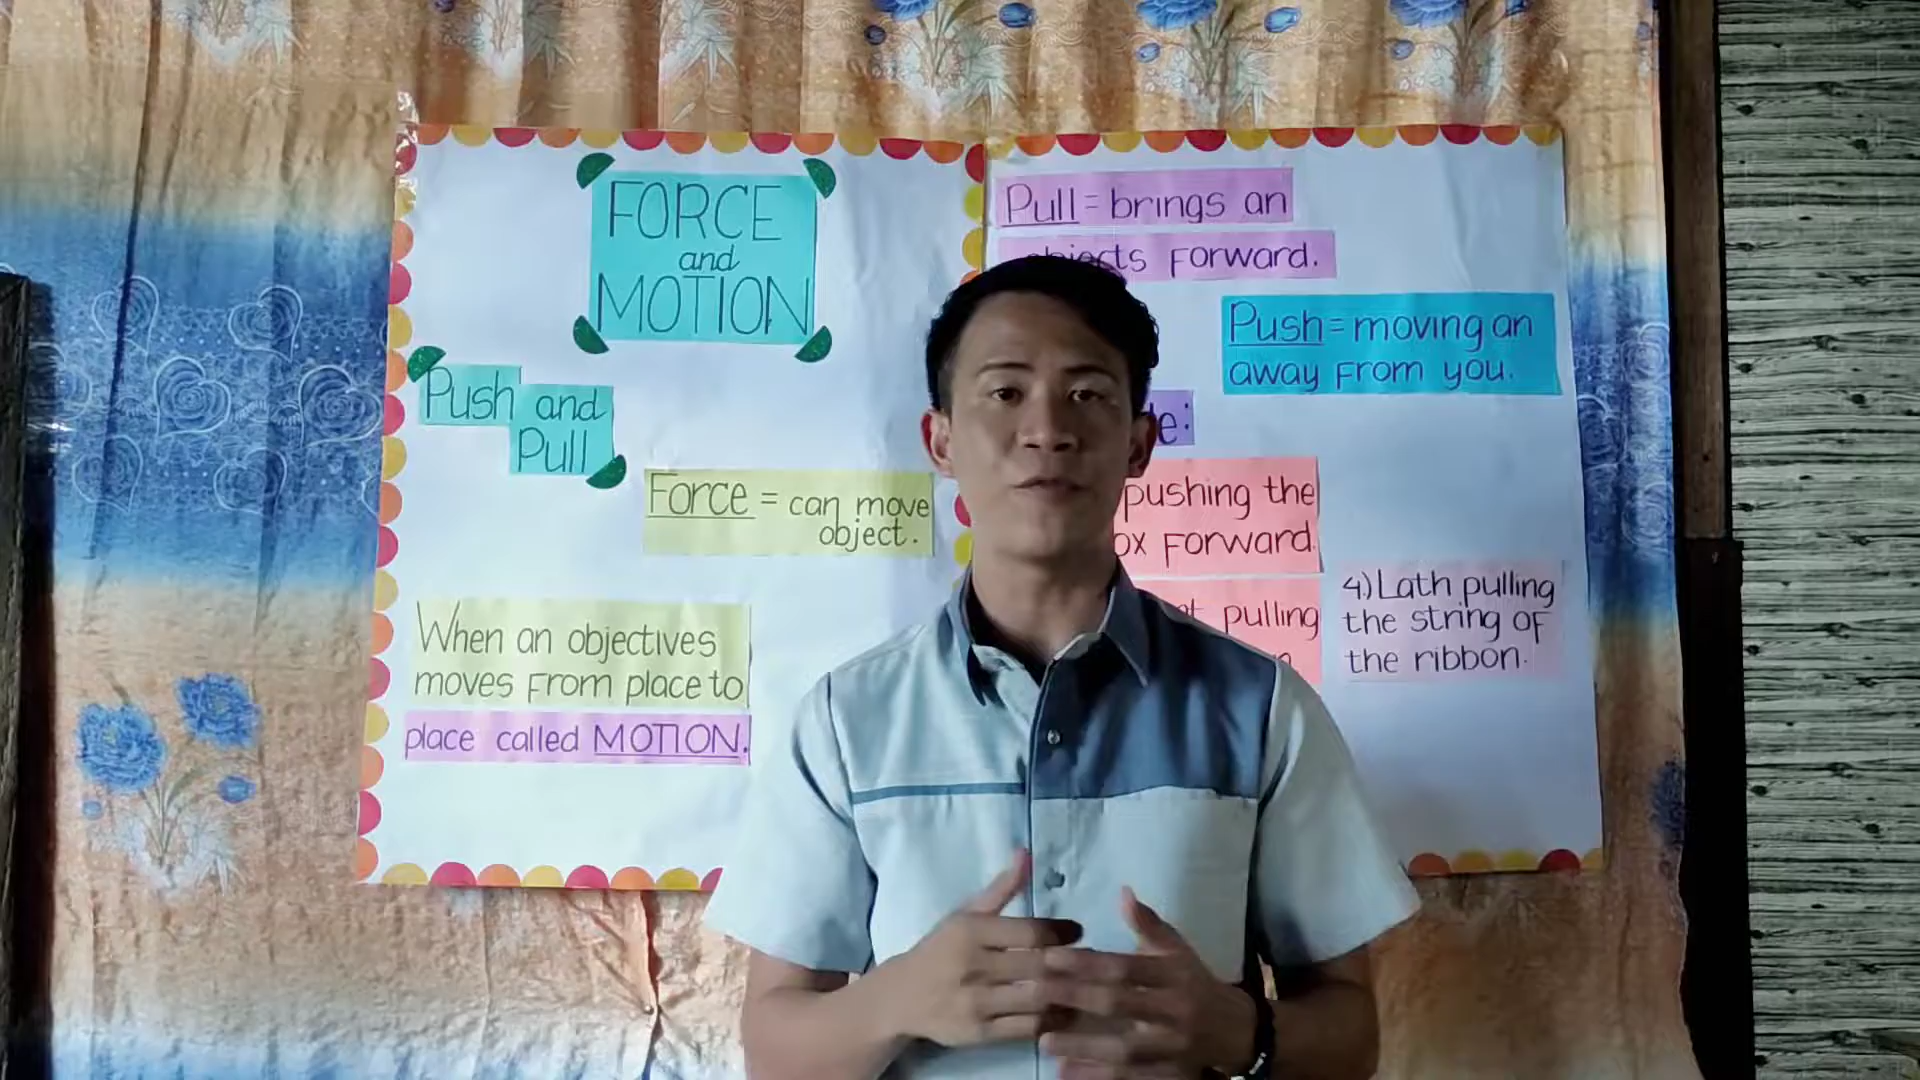 FORCE
and
MOTION
Push and
Pull
Force = can move
object.
When an objectives
moves from place to
place called MOTION.
Pull = brings an
objects forward.
Push = moving an
away from you.
pushing the
forward.
pulling
4.) Lath pulling
the string of
the ribbon.